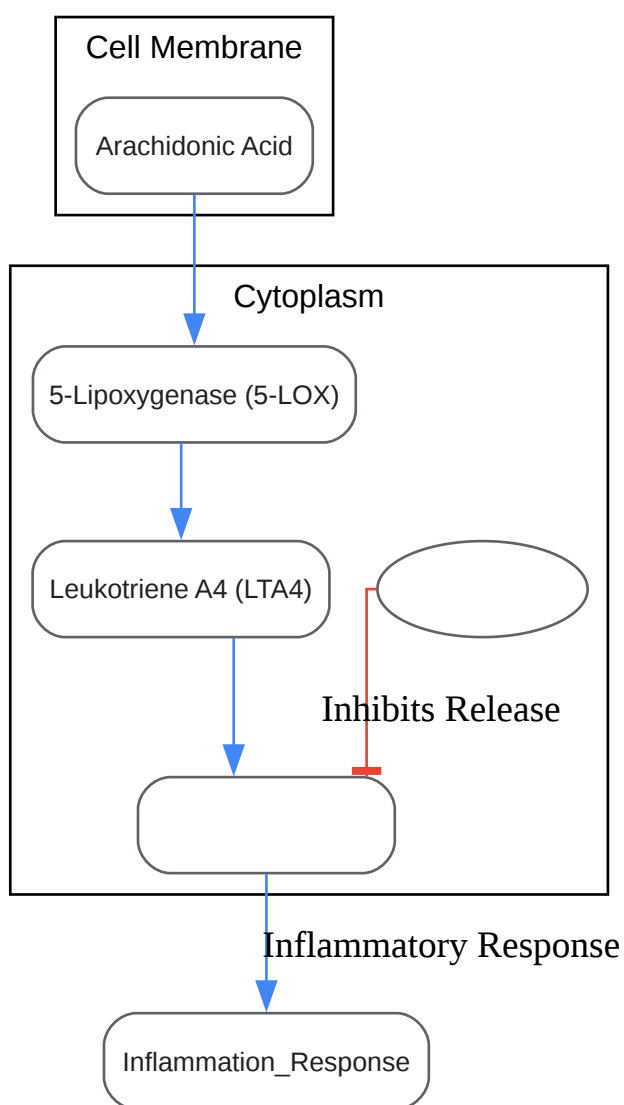 Cell Membrane
Arachidonic Acid
Cytoplasm
5-Lipoxygenase (5-LOX)
Leukotriene A4 (LTA4)
Inhibits Release
Inflammatory Response
Inflammation_Response